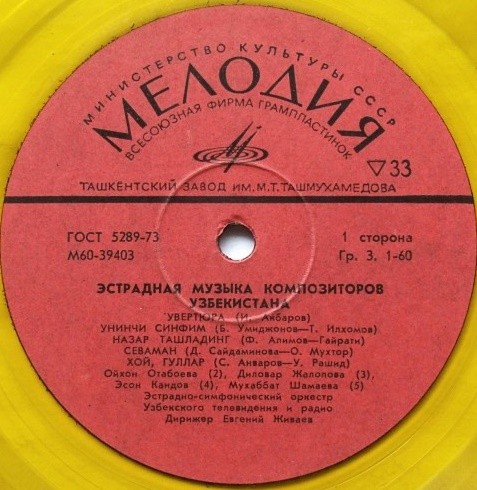 МИНИСТЕРСТВО КУЛЬТУРЫ СССР
МЕЛОДИЯ
ВСЕСОЮЗНАЯ ФИРМА ГРАМПЛАСТИНОК
▽33
ТАШКЕНТСКИЙ ЗАВОД ИМ. М.Т. ТАШМУХАМЕДОВА
ГОСТ 5289-73
М60-39403
1 сторона
Гр. 3. 1-60
ЭСТРАДНАЯ МУЗЫКА КОМПОЗИТОРОВ
УЗБЕКИСТАНА
УВЕРТЮРА (И. Акбаров)
УНИНЧИ СИНФИМ (Б. Умиджонов—Т. Илхомов)
НАЗАР ТАШЛАДИНГ (Ф. Алимов—Гайрати)
СЕВАМАН (Д. Сайдаминова—О. Мухтор)
ХОЙ, ГУЛЛАР (С. Анваров—У. Рашид)
Ойхон Отабоева (2), Диловар Жалолова (3),
Эсон Кандов (4), Мухаббат Шамаева (5)
Эстрадно-симфонический оркестр
Узбекского телевидения и радио
Дирижер Евгений Живаев